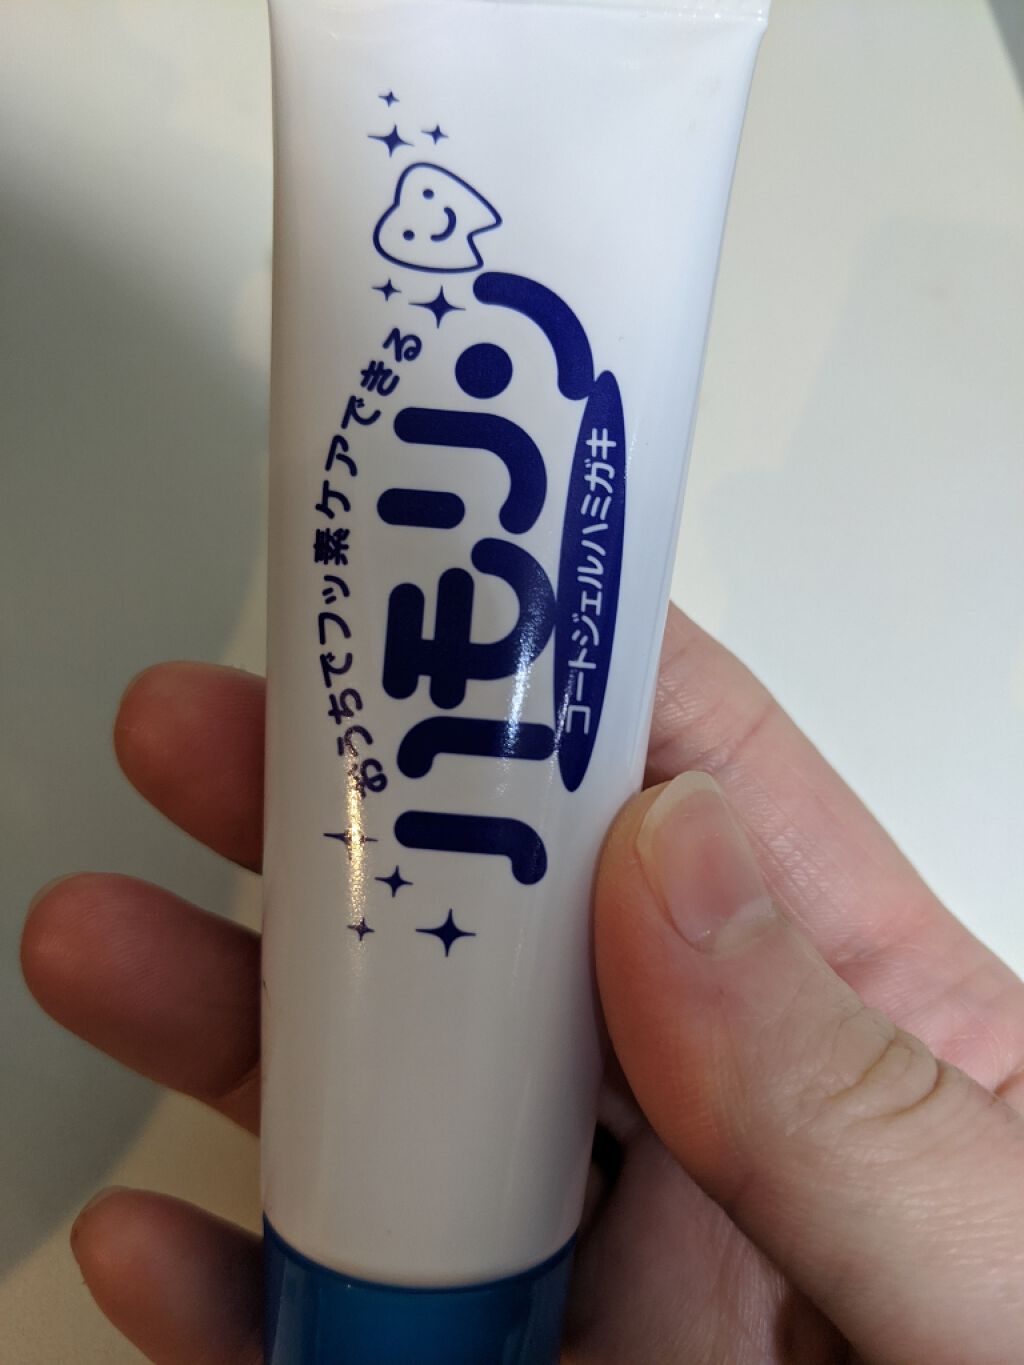 おうちでフッ素ケアできる
ハモリン
コートジェルハミガキ